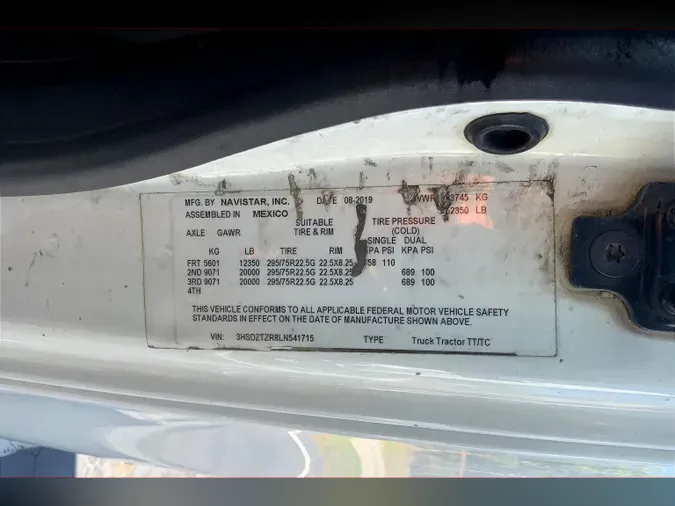 MFG. BY NAVISTAR, INC. DATE 08-2019 KG
ASSEMBLED IN MEXICO LB
SUITABLE TIRE PRESSURE
AXLE GAWR TIRE & RIM (COLD)
SINGLE DUAL
KG LB TIRE RIM PSI KPA PSI
FRT 5601 12350 295/75R22.5G 22.5X8.25 110
2ND 9071 20000 295/75R22.5G 22.5X8.25 689 100
3RD 9071 20000 295/75R22.5G 22.5X8.25 689 100
4TH
THIS VEHICLE CONFORMS TO ALL APPLICABLE FEDERAL MOTOR VEHICLE SAFETY
STANDARDS IN EFFECT ON THE DATE OF MANUFACTURE SHOWN ABOVE.
VIN: 3HSDZTZR8LN541715 TYPE Truck Tractor TT/TC